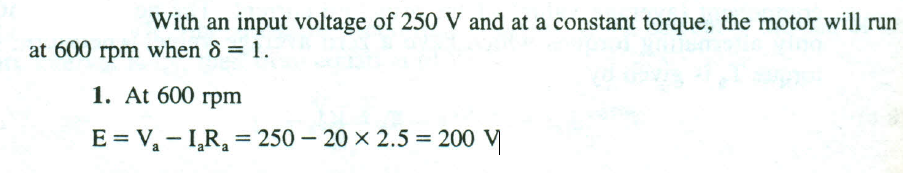 With an input voltage of 250 V and at a constant torque, the motor will run
at 600 rpm when δ = 1.
1. At 600 rpm
E = Vₐ − IₐRₐ = 250 − 20 × 2.5 = 200 V